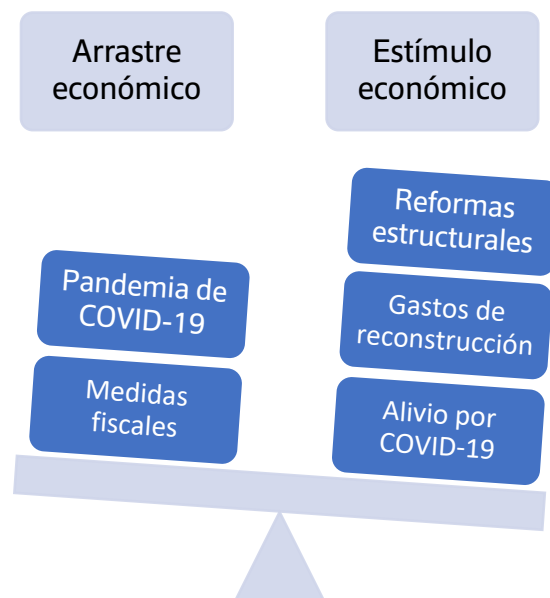 Arrastre
económico
Estímulo
económico
Reformas
estructurales
Pandemia de
COVID-19
Gastos de
reconstrucción
Medidas
fiscales
Alivio por
COVID-19